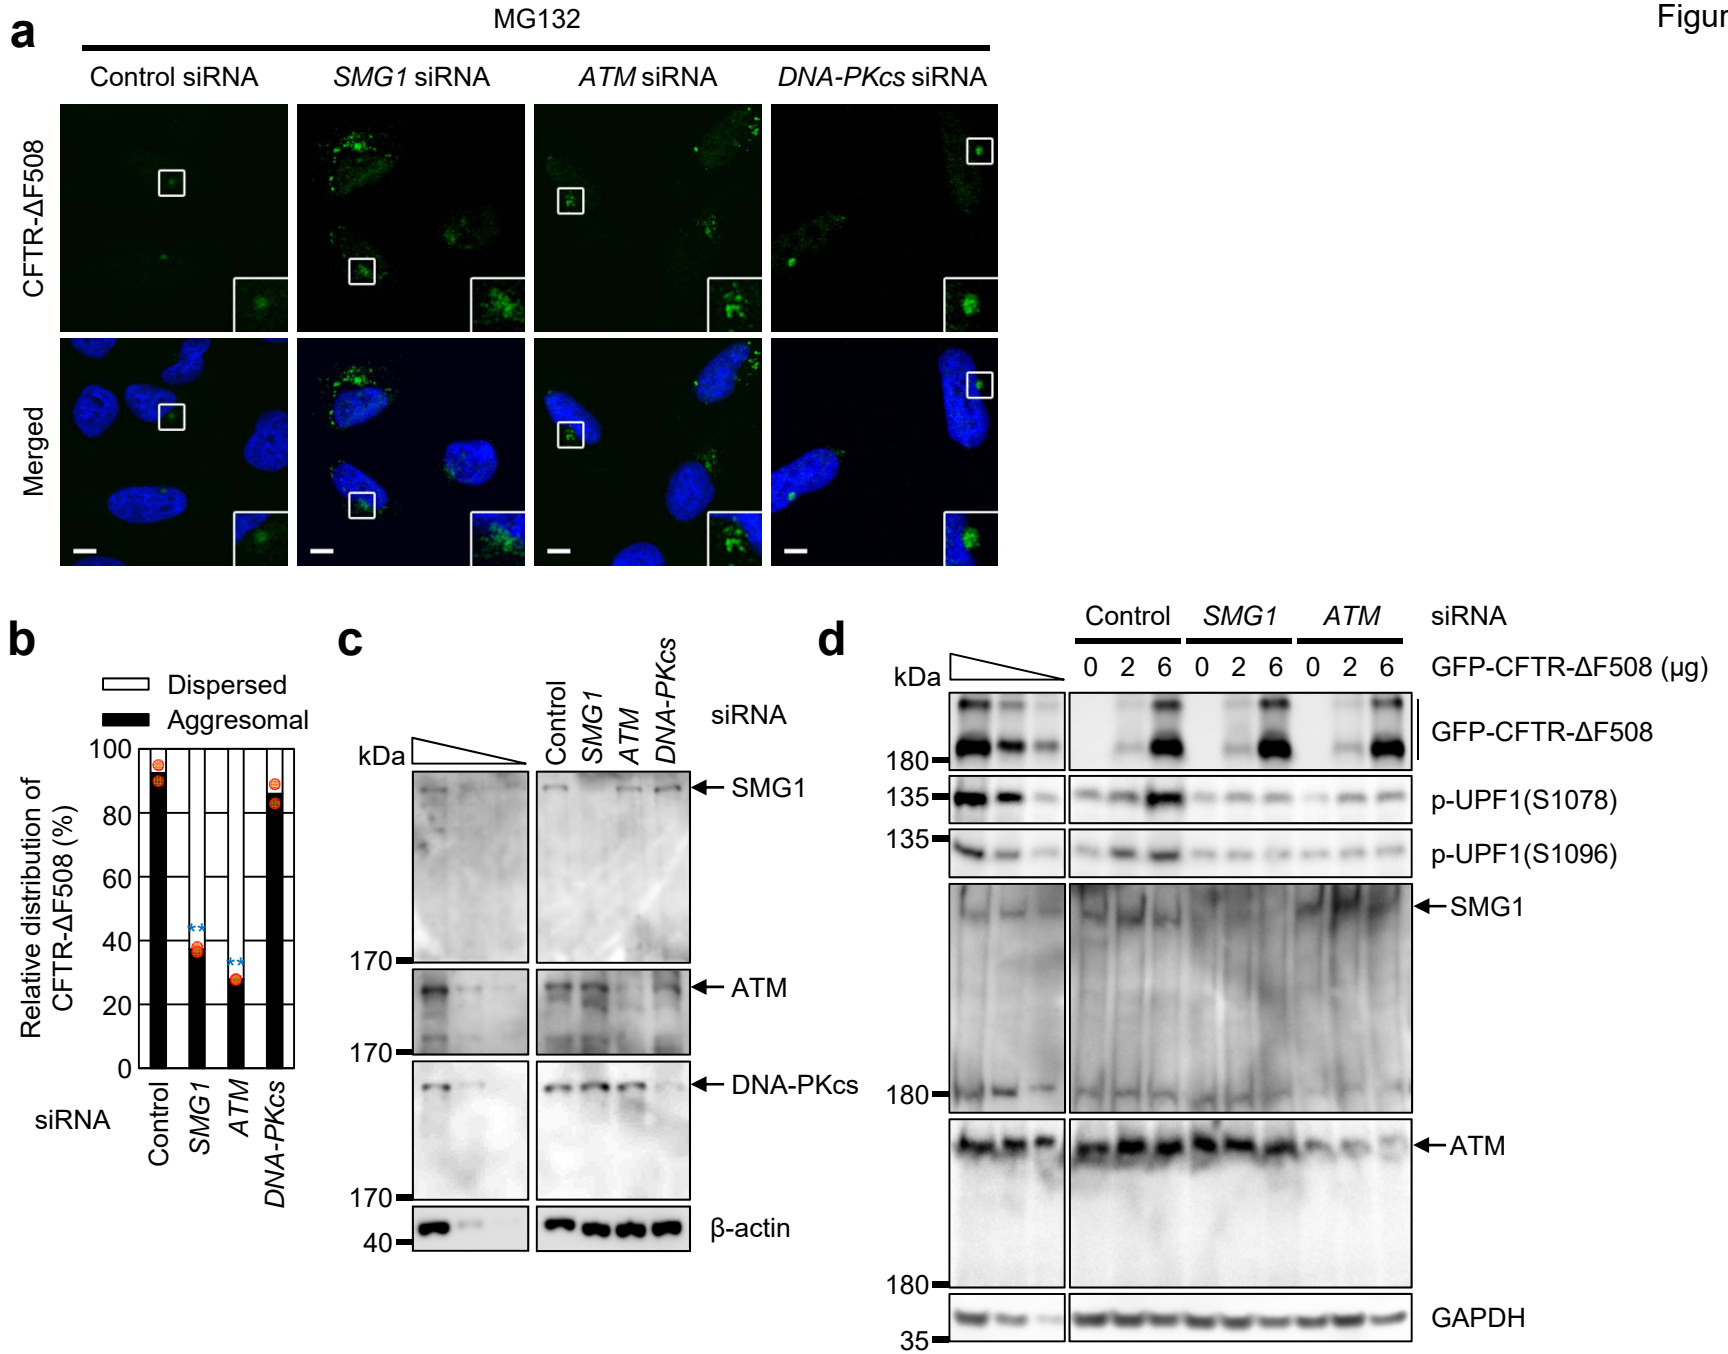 Figur
a
MG132
Control siRNA
SMG1 siRNA
ATM siRNA
DNA-PKcs siRNA
CFTR-ΔF508
Merged
b
Dispersed
Aggresomal
Relative distribution of
CFTR-ΔF508 (%)
100
80
60
40
20
0
**
**
siRNA
Control
SMG1
ATM
DNA-PKcs
c
Control
SMG1
ATM
DNA-PKcs
siRNA
kDa
SMG1
170
ATM
170
DNA-PKcs
170
β-actin
40
d
Control SMG1 ATM siRNA
0 2 6 0 2 6 0 2 6 GFP-CFTR-ΔF508 (μg)
kDa
GFP-CFTR-ΔF508
180
135
p-UPF1(S1078)
135
p-UPF1(S1096)
SMG1
180
ATM
180
GAPDH
35